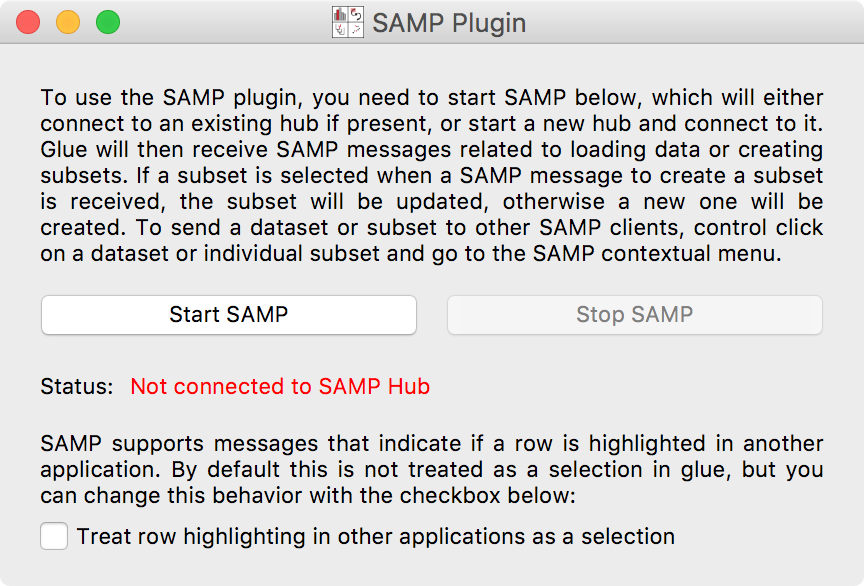 SAMP Plugin
To use the SAMP plugin, you need to start SAMP below, which will either
connect to an existing hub if present, or start a new hub and connect to it.
Glue will then receive SAMP messages related to loading data or creating
subsets. If a subset is selected when a SAMP message to create a subset
is received, the subset will be updated, otherwise a new one will be
created. To send a dataset or subset to other SAMP clients, control click
on a dataset or individual subset and go to the SAMP contextual menu.
Start SAMP
Stop SAMP
Status: Not connected to SAMP Hub
SAMP supports messages that indicate if a row is highlighted in another
application. By default this is not treated as a selection in glue, but you
can change this behavior with the checkbox below:
Treat row highlighting in other applications as a selection